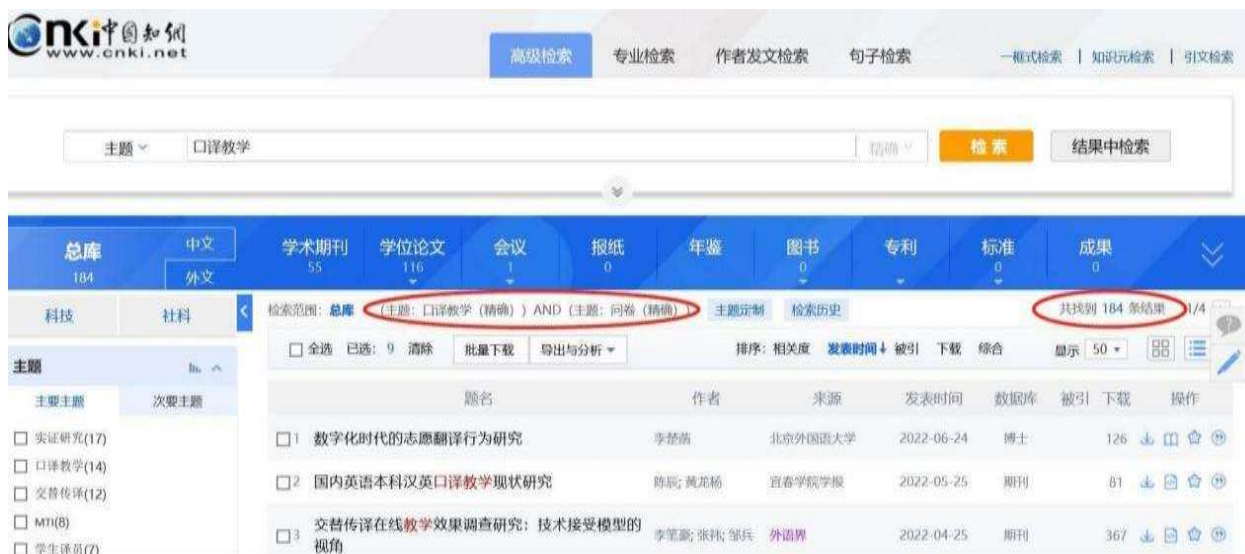 cnki中国知网
www.cnki.net
高级检索 专业检索 作者发文检索 句子检索 一框式检索 | 知识元检索 | 引文检索
主题 口译教学 精确 检索 结果中检索
总库 184 中文 外文 学术期刊 55 学位论文 116 会议 1 报纸 0 年鉴 图书 0 专利 标准 0 成果 0
科技 社科 检索范围：总库 （主题：口译教学（精确））AND（主题：问卷（精确）） 主题定制 检索历史 共找到 184 条结果 1/4
全选 已选：9 清除 批量下载 导出与分析 排序：相关度 发表时间↓ 被引 下载 综合 显示 50
主题
主要主题 次要主题 题名 作者 来源 发表时间 数据库 被引 下载 操作
实证研究(17) 1 数字化时代的志愿翻译行为研究 北京外国语大学 2022-06-24 博士 126
口译教学(14)
交替传译(12) 2 国内英语本科汉英口译教学现状研究 陈辰; 黄龙杨 宜春学院学报 2022-05-25 期刊 81
MTI(8) 3 交替传译在线教学效果调查研究：技术接受模型的 外语界 2022-04-25 期刊 367
学生译员(7) 视角